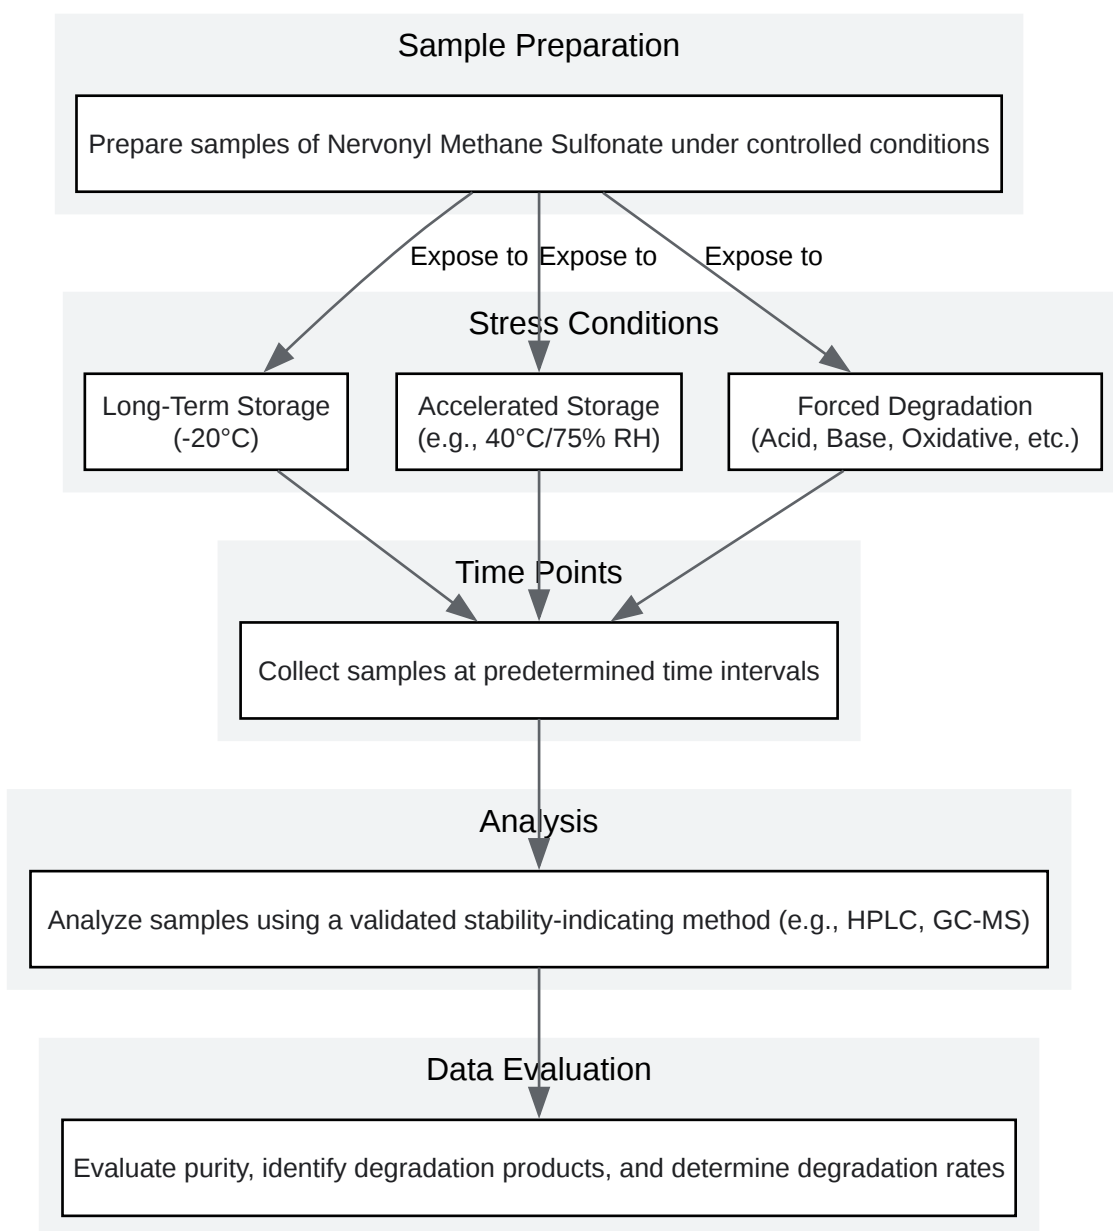 Sample Preparation
Prepare samples of Nervonyl Methane Sulfonate under controlled conditions
Expose to
Expose to
Expose to
Stress Conditions
Long-Term Storage
(-20°C)
Accelerated Storage
(e.g., 40°C/75% RH)
Forced Degradation
(Acid, Base, Oxidative, etc.)
Time Points
Collect samples at predetermined time intervals
Analysis
Analyze samples using a validated stability-indicating method (e.g., HPLC, GC-MS)
Data Evaluation
Evaluate purity, identify degradation products, and determine degradation rates